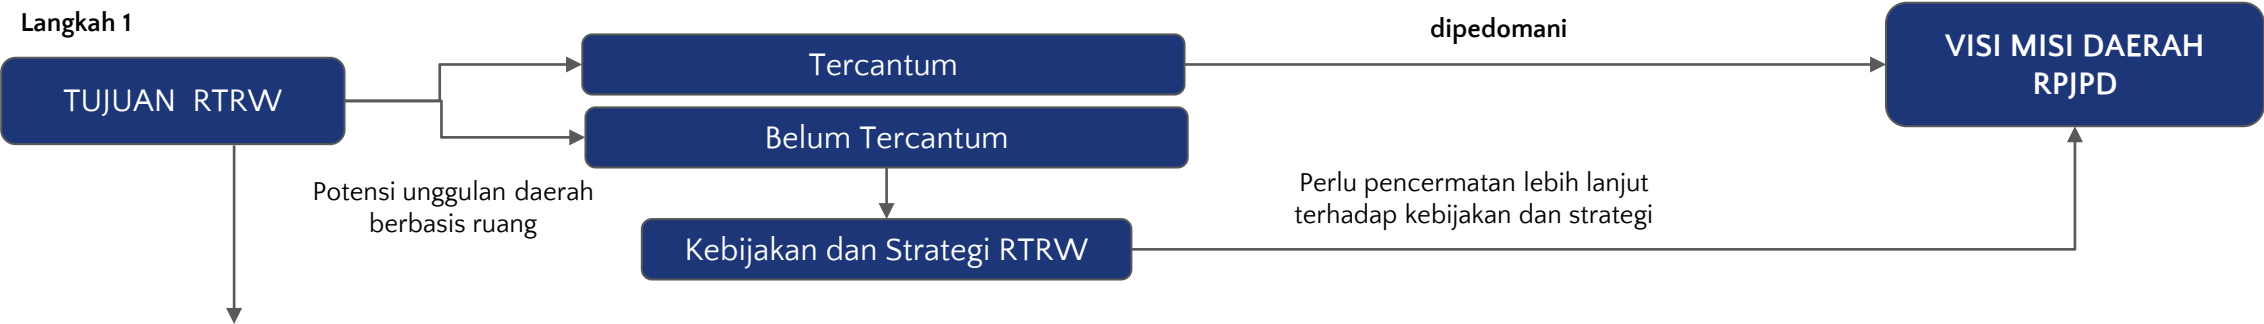 Langkah 1
TUJUAN RTRW
Tercantum
Belum Tercantum
Potensi unggulan daerah
berbasis ruang
Kebijakan dan Strategi RTRW
dipedomani
Perlu pencermatan lebih lanjut
terhadap kebijakan dan strategi
VISI MISI DAERAH
RPJPD